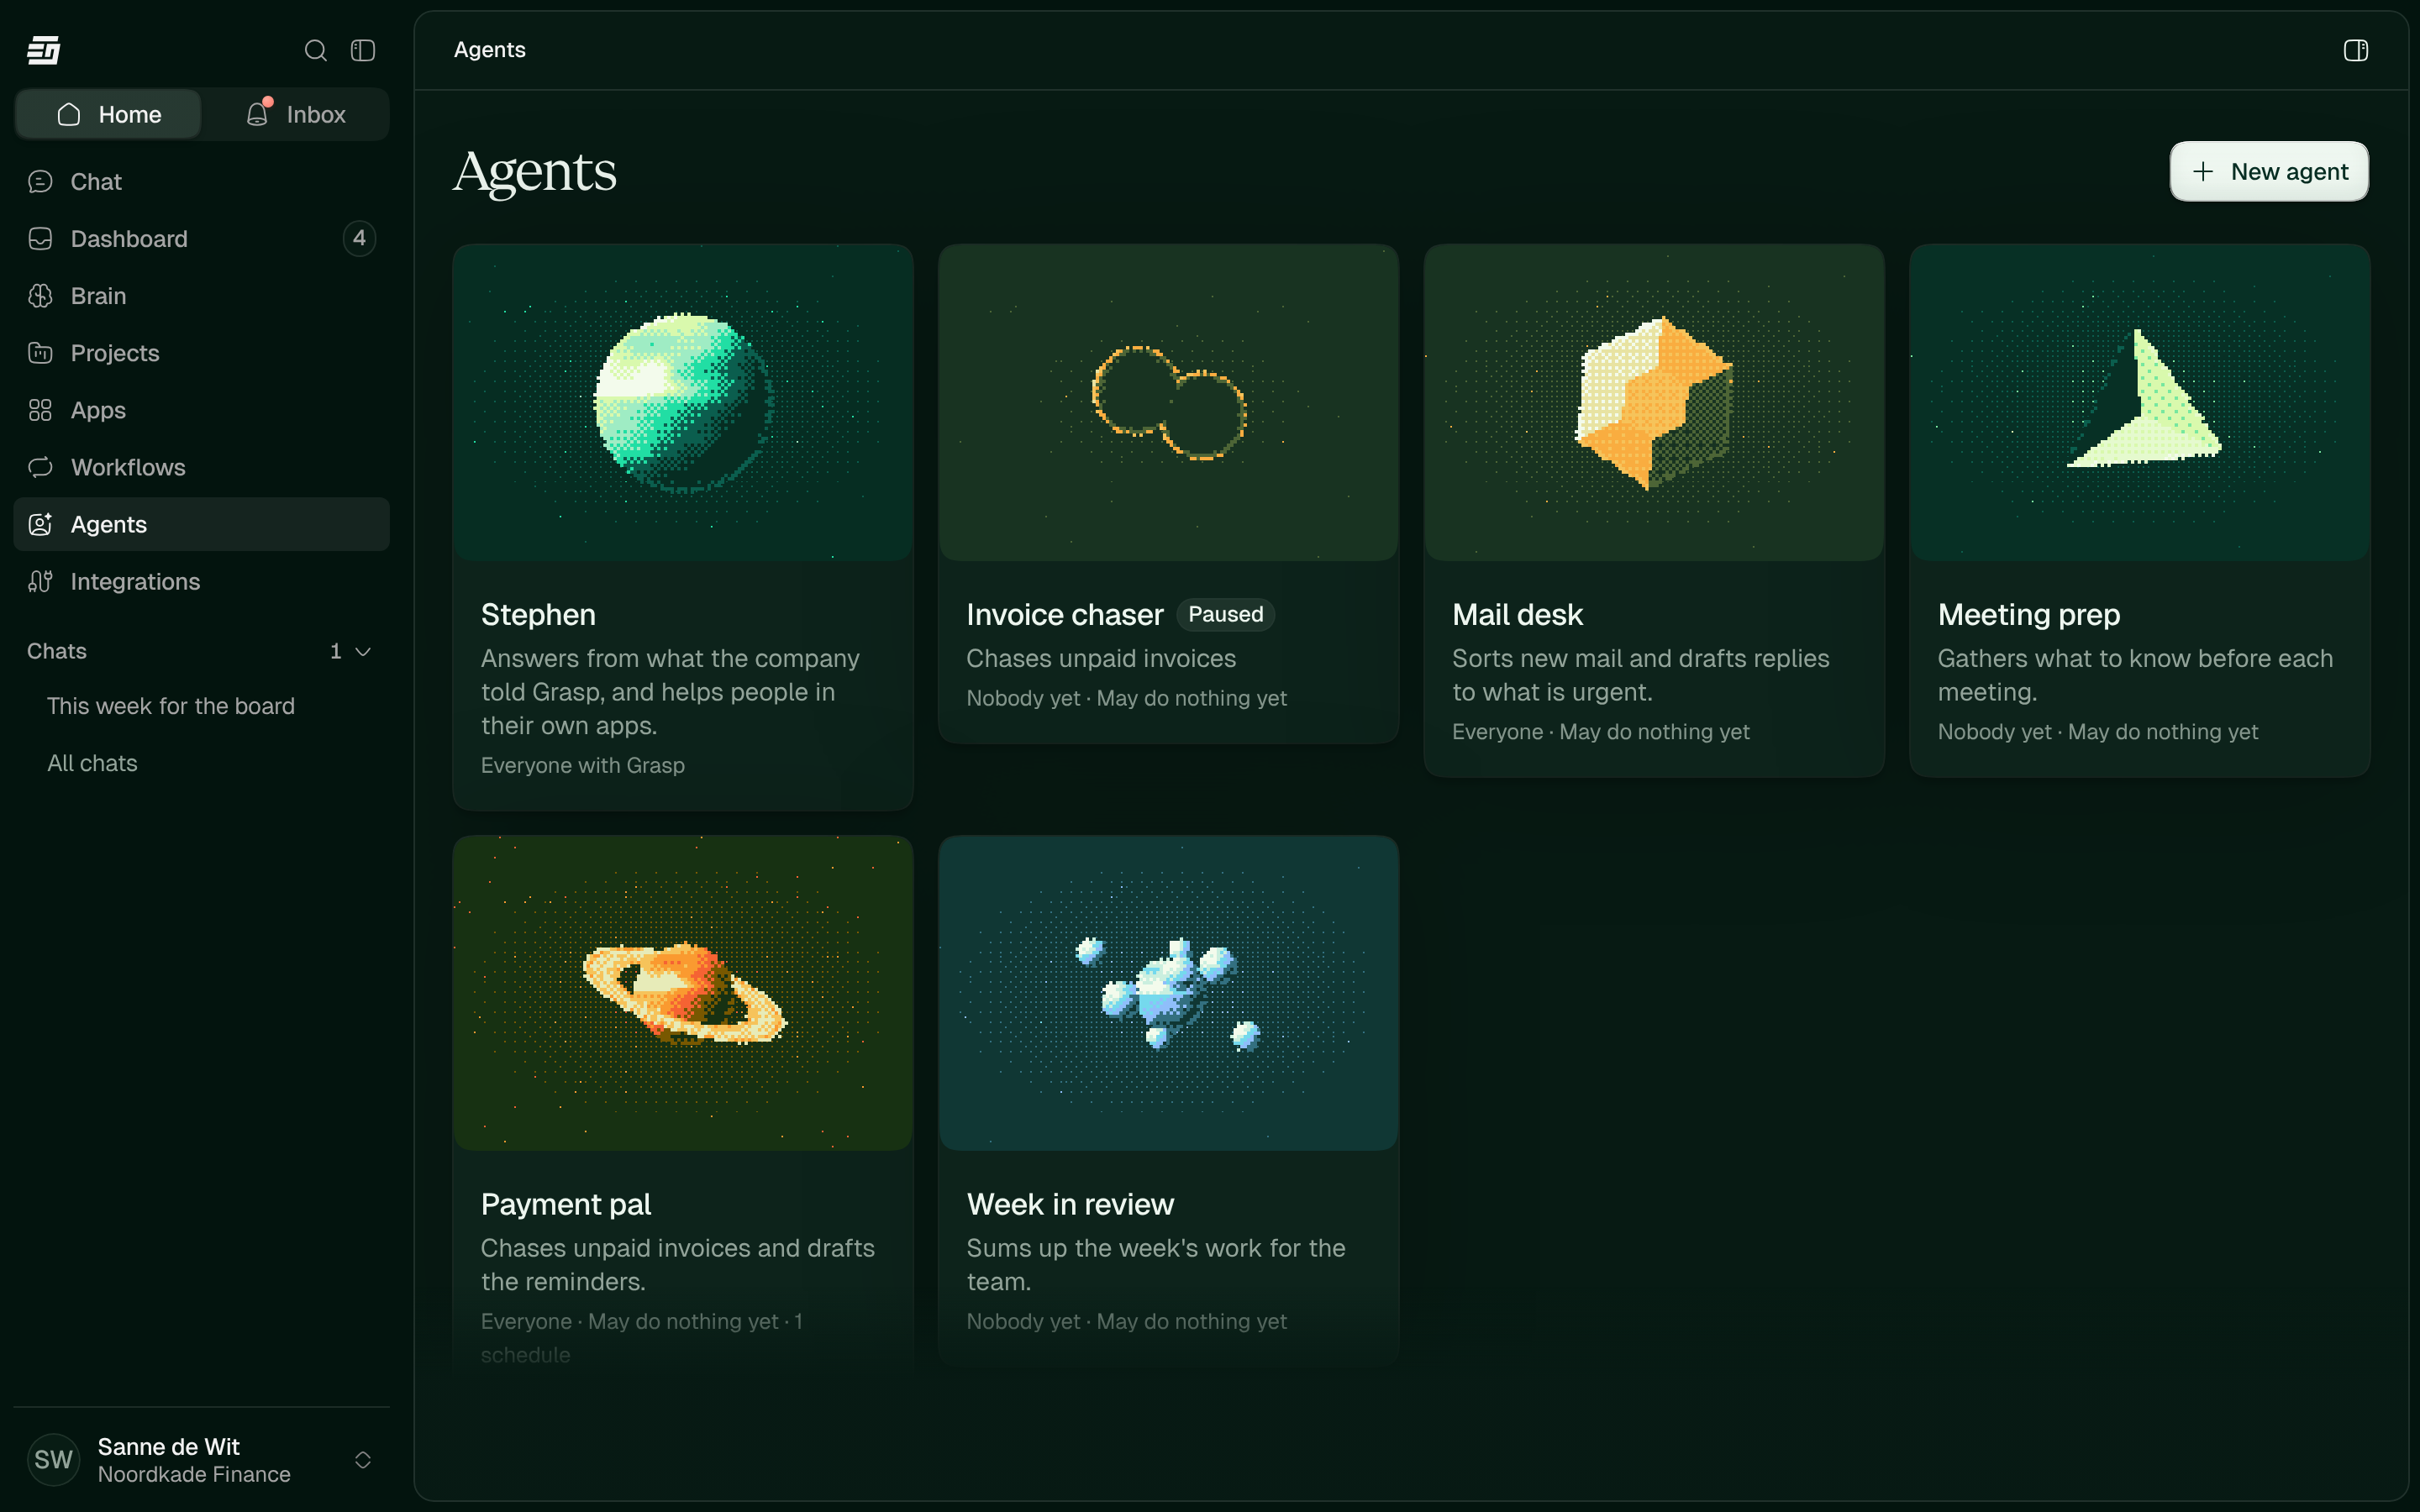 Home
Inbox
Chat
Dashboard
4
Brain
Projects
Apps
Workflows
Agents
Integrations
Chats
1
This week for the board
All chats
SW
Sanne de Wit
Noordkade Finance
Agents
Agents
New agent
Stephen
Answers from what the company
told Grasp, and helps people in
their own apps.
Everyone with Grasp
Invoice chaser
Paused
Chases unpaid invoices
Nobody yet · May do nothing yet
Mail desk
Sorts new mail and drafts replies
to what is urgent.
Everyone · May do nothing yet
Meeting prep
Gathers what to know before each
meeting.
Nobody yet · May do nothing yet
Payment pal
Chases unpaid invoices and drafts
the reminders.
Everyone · May do nothing yet · 1
schedule
Week in review
Sums up the week's work for the
team.
Nobody yet · May do nothing yet